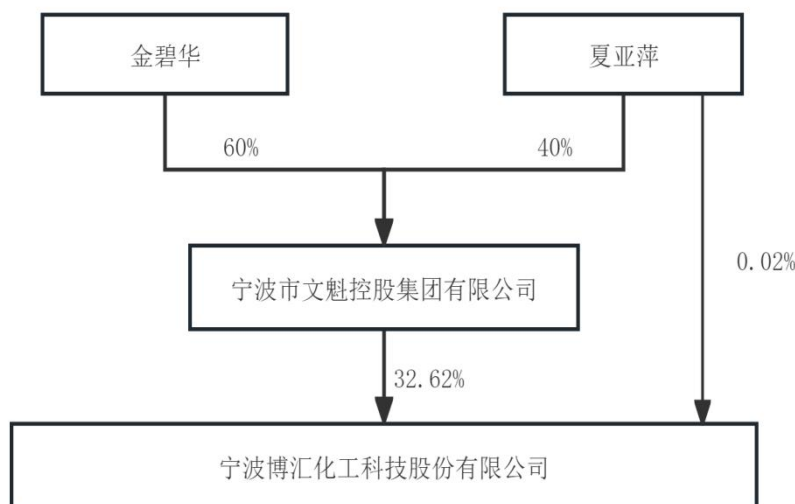 金碧华
夏亚萍
60%
40%
宁波市文魁控股集团有限公司
0.02%
32.62%
宁波博汇化工科技股份有限公司